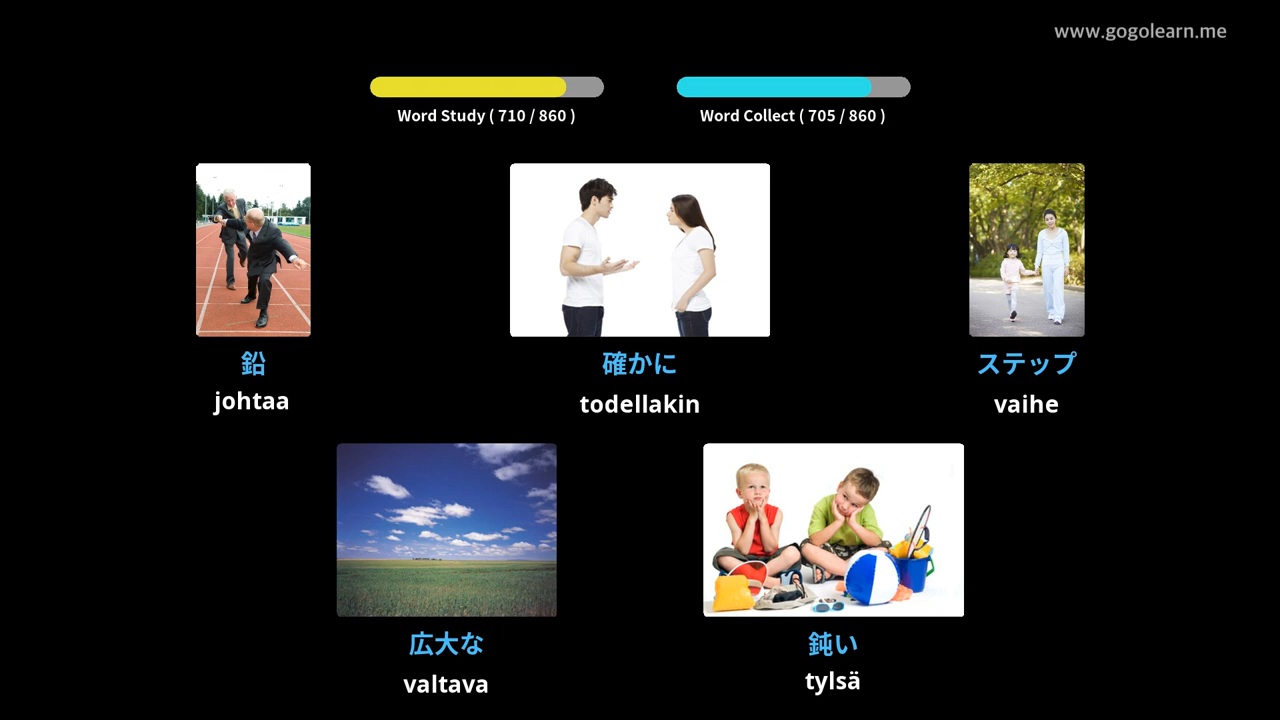 www.gogolearn.me
Word Study ( 710 / 860 )
Word Collect ( 705 / 860 )
鉛
johtaa
確かに
todellakin
ステップ
vaihe
広大な
valtava
鈍い
tylsä